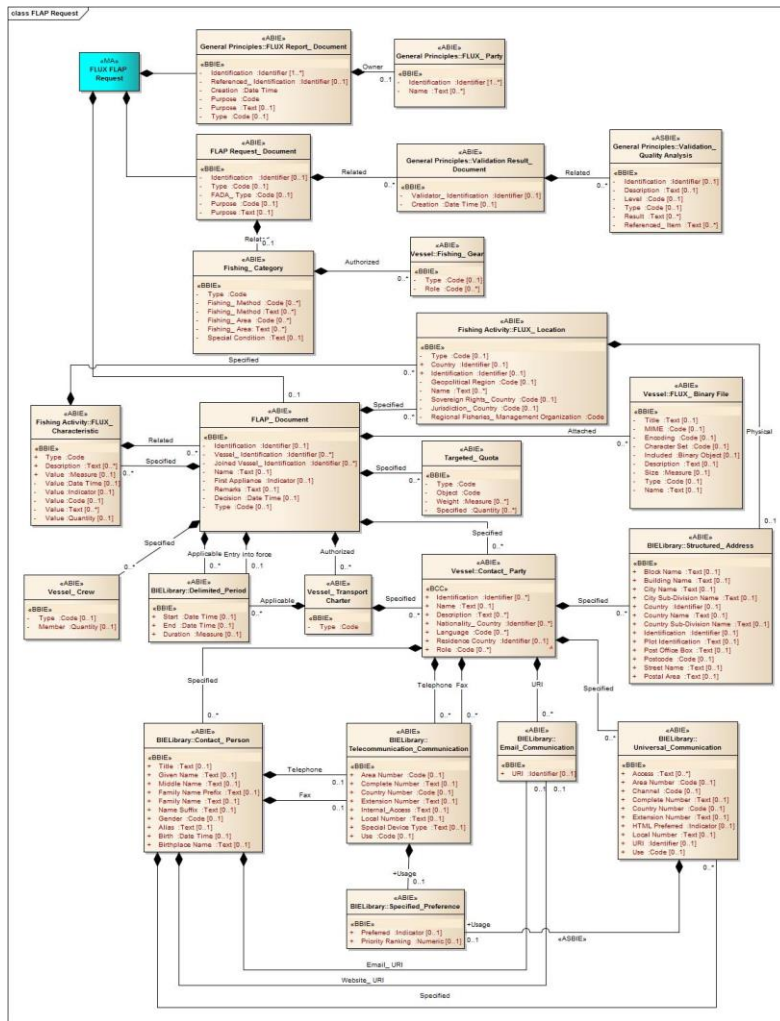 class FLAP Request
«MA»
FLUX FLAP
Request
«ABIE»
General Principles::FLUX Report_ Document
«BBIE»
- Identification :Identifier [1..*]
- Referenced_ Identification :Identifier [0..1]
- Creation :Date Time
- Purpose :Code
- Purpose :Text [0..1]
- Type :Code [0..1]
Owner
«ABIE»
General Principles::FLUX_ Party
«BBIE»
- Identification :Identifier [1..*]
- Name :Text [0..*]
«ABIE»
FLAP Request_ Document
«BBIE»
- Identification :Identifier [0..1]
- Type :Code [0..1]
- FADA_ Type :Code [0..1]
- Purpose :Code [0..1]
- Purpose :Text [0..1]
Related
0..*
«ABIE»
General Principles::Validation Result_
Document
«BBIE»
- Validator_ Identification :Identifier [0..1]
- Creation :Date Time [0..1]
Related
0..*
«ASBIE»
General Principles::Validation_
Quality Analysis
«BBIE»
- Identification :Identifier [0..1]
- Description :Text [0..1]
- Level :Code [0..1]
- Type :Code [0..1]
- Result :Text [0..*]
- Referenced_ Item :Text [0..*]
0..1
«ABIE»
Fishing_ Category
«BBIE»
- Type :Code
- Fishing_ Method :Code [0..*]
- Fishing_ Method :Text [0..*]
- Fishing_ Area :Code [0..*]
- Fishing_ Area: Text [0..*]
- Special Condition :Text [0..1]
Authorized
0..*
«ABIE»
Vessel::Fishing_ Gear
«BBIE»
- Type :Code [0..1]
- Role :Code [0..*]
«ABIE»
Fishing Activity::FLUX_ Location
«BBIE»
- Type :Code [0..1]
+ Country :Identifier [0..1]
+ Identification :Identifier [0..1]
- Geopolitical Region :Code [0..1]
- Name :Text [0..*]
- Sovereign Rights_ Country :Code [0..1]
- Jurisdiction_ Country :Code [0..1]
- Regional Fisheries_ Management Organization :Code
Specified
0..*
0..1
«ABIE»
Fishing Activity::FLUX_
Characteristic
«BBIE»
+ Type :Code
+ Description :Text [0..*]
+ Value :Measure [0..1]
- Value :Date Time [0..1]
- Value :Indicator [0..1]
- Value :Code [0..1]
- Value :Text [0..*]
- Value :Quantity [0..1]
Related
0..*
Specified
0..*
«ABIE»
FLAP_ Document
- Identification :Identifier [0..1]
- Vessel_ Identification :Identifier [0..*]
- Joined Vessel_ Identification :Identifier [0..*]
- Name :Text [0..1]
- First Appliance :Indicator [0..1]
- Remarks :Text [0..1]
- Decision :Date Time [0..1]
- Type :Code [0..1]
Specified
0..*
Attached
0..*
Specified
0..*
«ABIE»
Targeted_ Quota
«BBIE»
- Type :Code
- Object :Code
- Weight :Measure [0..*]
- Specified :Quantity [0..*]
«ABIE»
Vessel::FLUX_ Binary File
«BBIE»
- Title :Text [0..1]
- MIME :Code [0..1]
- Encoding :Code [0..1]
- Character Set :Code [0..1]
- Included :Binary Object [0..1]
- Description :Text [0..1]
- Size :Measure [0..1]
- Type :Code [0..1]
- Name :Text [0..1]
Physical
0..1
Specified
0..*
Applicable
0..*
Entry into force
0..1
Authorized
0..*
Specified
0..*
«ABIE»
Vessel_ Crew
«BBIE»
- Type :Code [0..1]
- Member :Quantity [0..1]
«ABIE»
BIELibrary::Delimited_Period
«BBIE»
+ Start :Date Time [0..1]
+ End :Date Time [0..1]
+ Duration :Measure [0..1]
Applicable
0..*
«ABIE»
Vessel_ Transport
Charter
«BBIE»
- Type :Code
Specified
0..*
«ABIE»
Vessel::Contact_ Party
«BCC»
+ Identification :Identifier [0..*]
+ Name :Text [0..1]
+ Description :Text [0..*]
+ Nationality_ Country :Identifier [0..*]
+ Language :Code [0..*]
+ Residence Country :Identifier [0..*]
+ Role :Code [0..*]
Specified
0..*
«ABIE»
BIELibrary::Structured_ Address
«BBIE»
+ Block Name :Text [0..1]
+ Building Name :Text [0..1]
+ City Name :Text [0..1]
+ City Sub-Division Name :Text [0..1]
+ Country :Identifier [0..1]
+ Country Name :Text [0..1]
+ Country Sub-Division Name :Text [0..1]
+ Identification :Identifier [0..1]
+ Plot Identification :Text [0..1]
+ Post Office Box :Text [0..1]
+ Postcode :Code [0..1]
+ Street Name :Text [0..1]
+ Postal Area :Text [0..1]
Specified
0..*
Telephone
0..*
Fax
0..*
URI
0..*
Specified
0..*
«ABIE»
BIELibrary::Contact_ Person
«BBIE»
+ Title :Text [0..1]
+ Given Name :Text [0..1]
+ Middle Name :Text [0..1]
+ Family Name Prefix :Text [0..1]
+ Family Name :Text [0..1]
+ Name Suffix :Text [0..1]
+ Gender :Code [0..1]
+ Alias :Text [0..1]
+ Birth :Date Time [0..1]
+ Birthplace Name :Text [0..1]
Telephone
0..1
Fax
0..1
«ABIE»
BIELibrary::
Telecommunication_Communication
«BBIE»
+ Area Number :Code [0..1]
+ Complete Number :Text [0..1]
+ Country Number :Code [0..1]
+ Extension Number :Text [0..1]
+ Internal_Access :Text [0..1]
+ Local Number :Text [0..1]
+ Special Device Type :Text [0..1]
+ Use :Code [0..1]
«ABIE»
BIELibrary::
Email_Communication
«BBIE»
+ URI :Identifier [0..1]
0..1
0..1
«ABIE»
BIELibrary::
Universal_Communication
«BBIE»
+ Access :Text [0..*]
+ Area Number :Code [0..1]
+ Channel :Code [0..1]
+ Complete Number :Text [0..1]
+ Country Number :Code [0..1]
+ Extension Number :Text [0..1]
+ HTML Preferred :Indicator [0..1]
+ Local Number :Text [0..1]
+ URI :Identifier [0..1]
+ Use :Code [0..1]
0..*
+Usage
0..1
«ABIE»
BIELibrary::Specified_Preference
«BBIE»
+ Preferred :Indicator [0..1]
+ Priority Ranking :Numeric [0..1]
+Usage
0..1
«ASBIE»
Email_ URI
Website_ URI
Specified